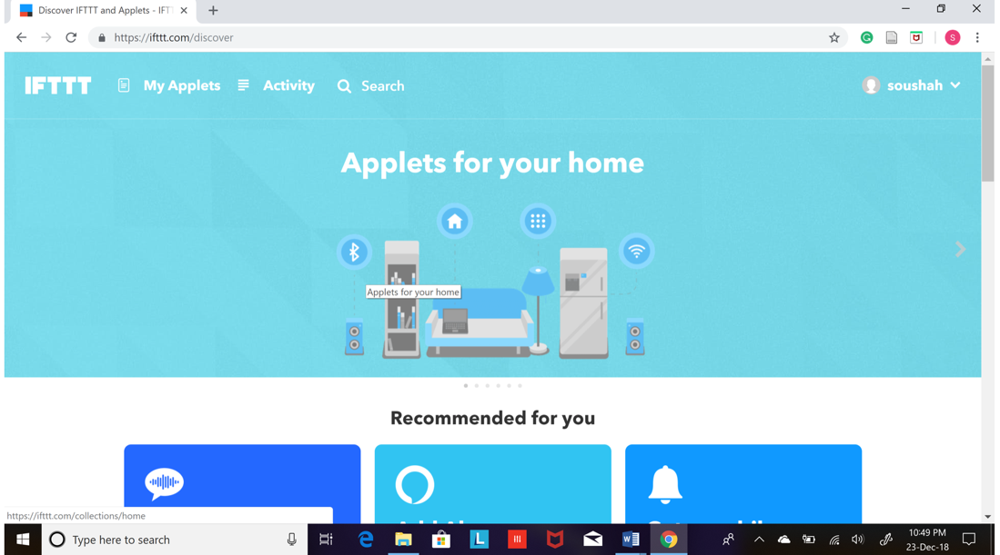 Discover IFTTT and Applets - IFT
https://ifttt.com/discover
IFTTT
My Applets
Activity
Search
soushah
Applets for your home
Applets for your home
Recommended for you
https://ifttt.com/collections/home
Type here to search
10:49 PM
23-Dec-18